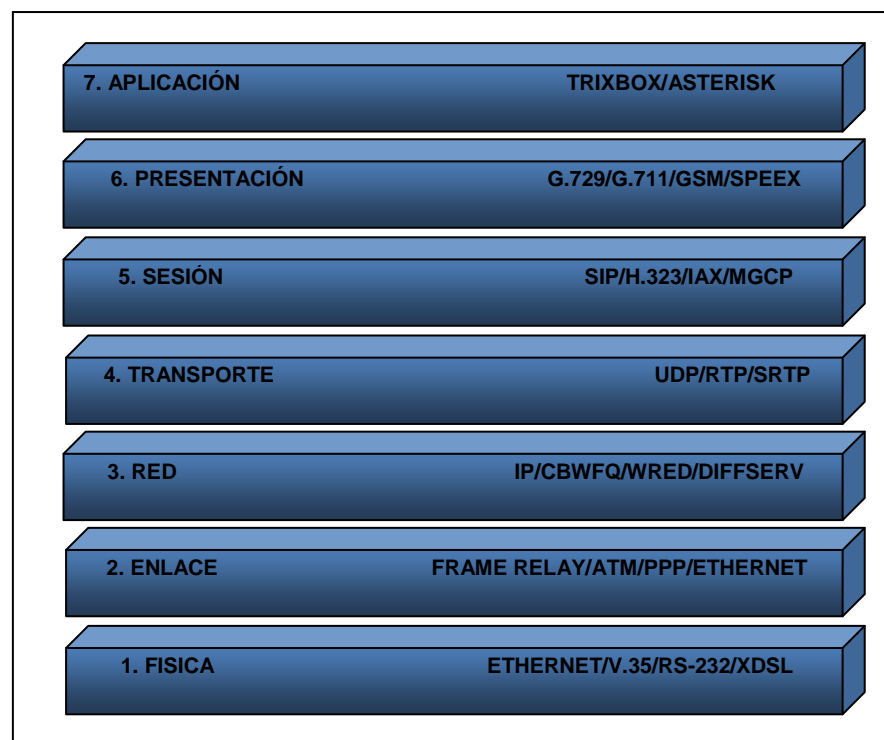 7. APLICACIÓN TRIXBOX/ASTERISK
6. PRESENTACIÓN G.729/G.711/GSM/SPEEX
5. SESIÓN SIP/H.323/IAX/MGCP
4. TRANSPORTE UDP/RTP/SRTP
3. RED IP/CBWFQ/WRED/DIFFSERV
2. ENLACE FRAME RELAY/ATM/PPP/ETHERNET
1. FISICA ETHERNET/V.35/RS-232/XDSL